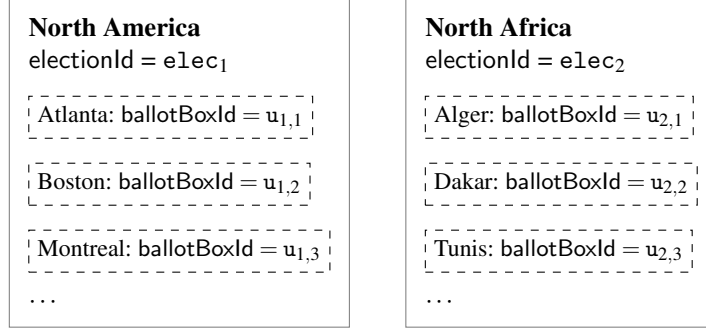 North America
electionId = elec₁
Atlanta: ballotBoxId = u₁,₁
Boston: ballotBoxId = u₁,₂
Montreal: ballotBoxId = u₁,₃
...
North Africa
electionId = elec₂
Alger: ballotBoxId = u₂,₁
Dakar: ballotBoxId = u₂,₂
Tunis: ballotBoxId = u₂,₃
...